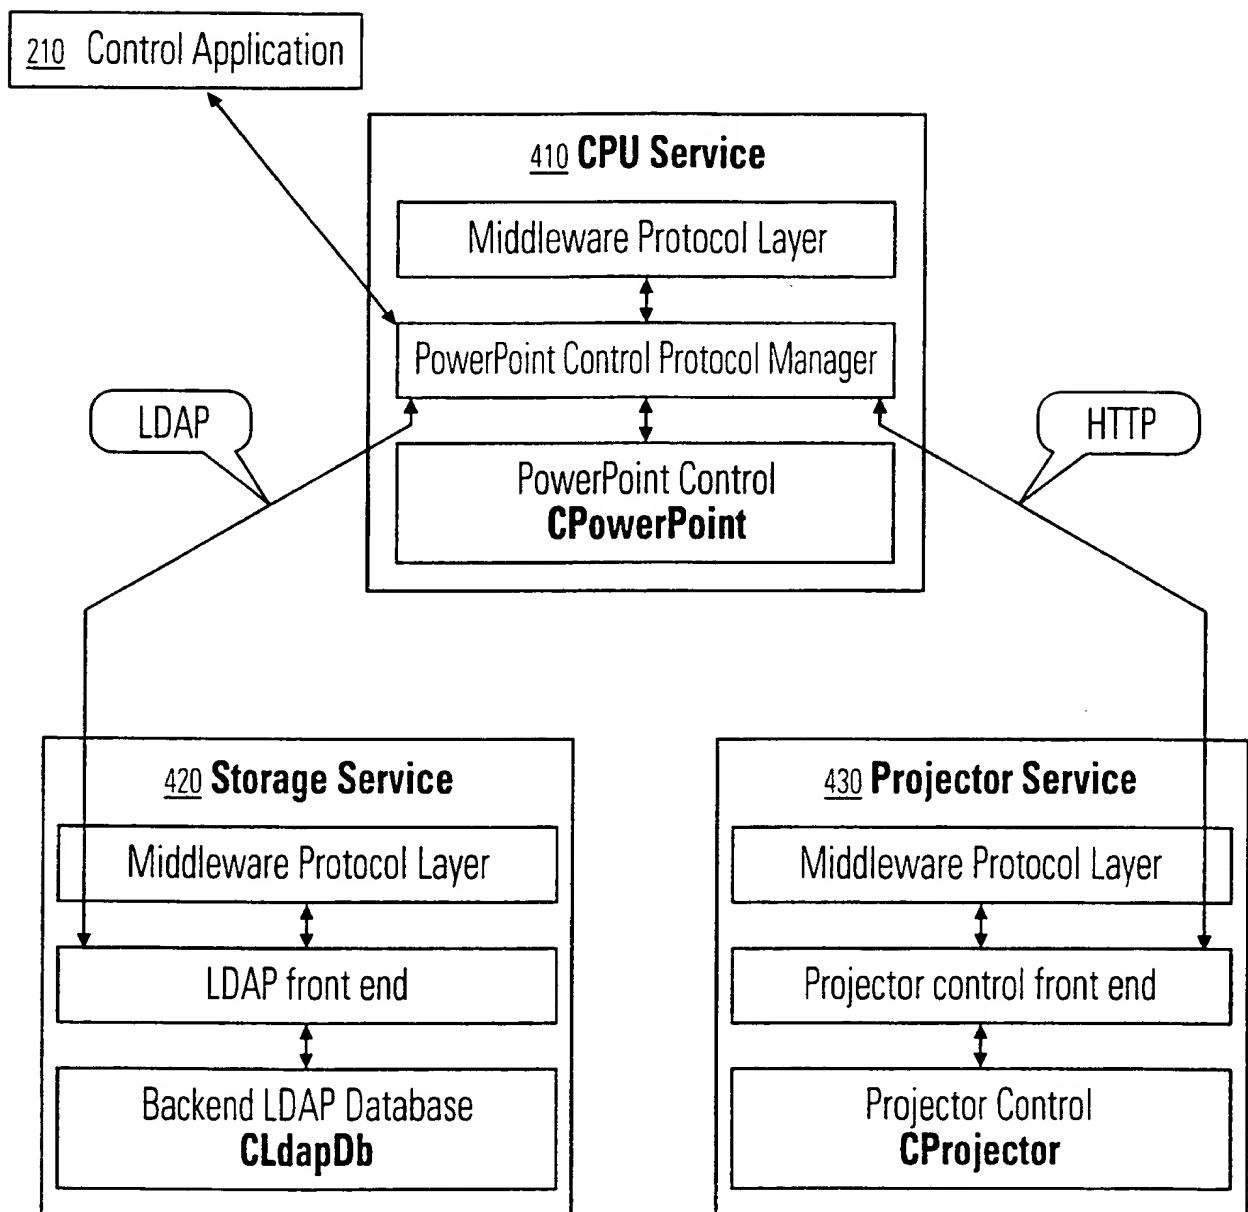 210 Control Application
410 CPU Service
Middleware Protocol Layer
PowerPoint Control Protocol Manager
LDAP
HTTP
PowerPoint Control
CPowerPoint
420 Storage Service
Middleware Protocol Layer
LDAP front end
Backend LDAP Database
CLdapDb
430 Projector Service
Middleware Protocol Layer
Projector control front end
Projector Control
CProjector